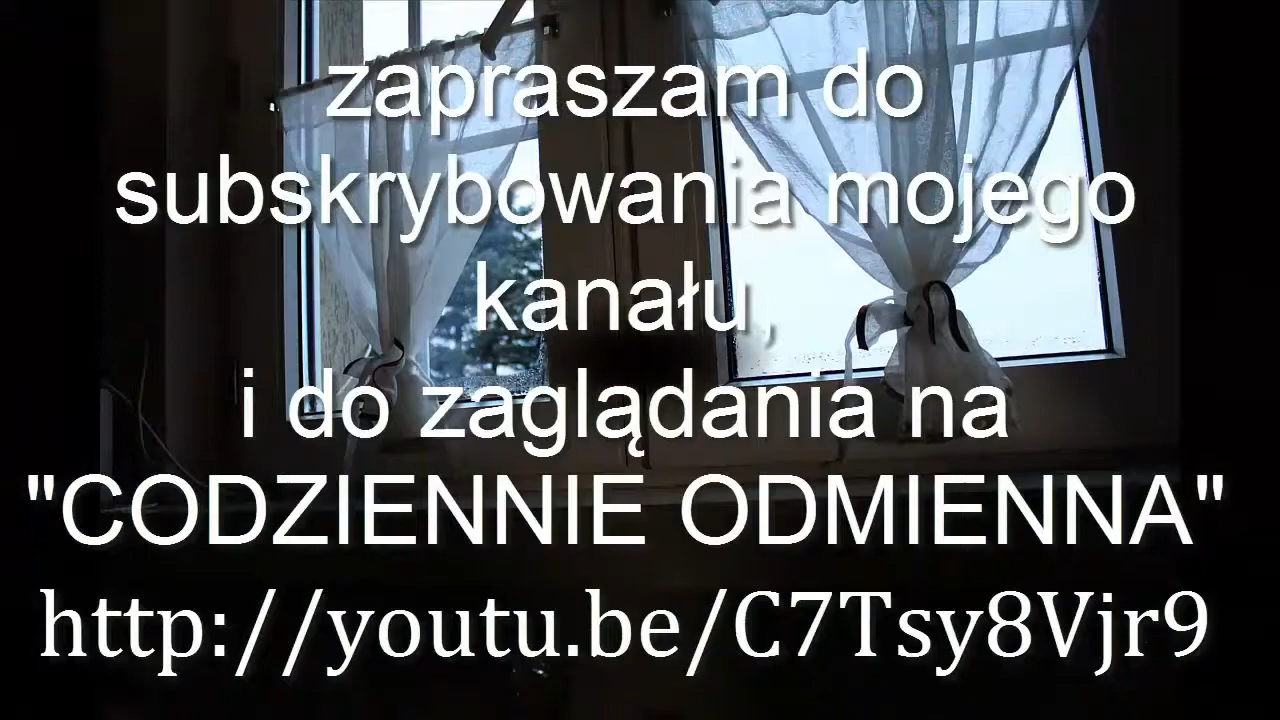 zapraszam do
subskrybowania mojego
kanału,
i do zaglądania na
"CODZIENNIE ODMIENNA"
http://youtu.be/C7Tsy8Vjr9